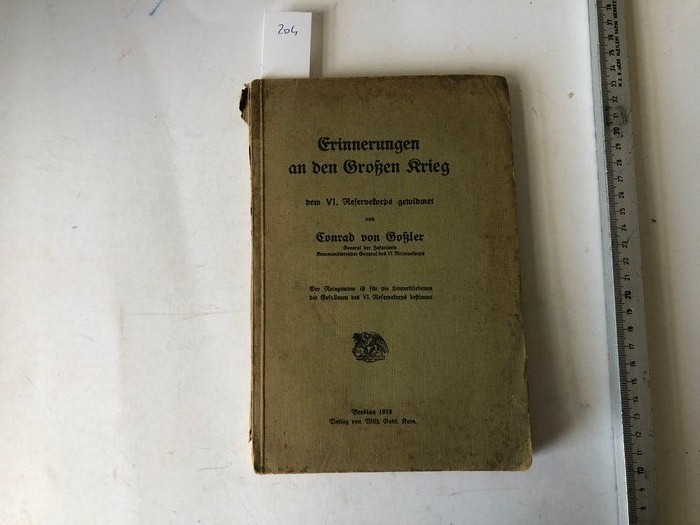 204
Erinnerungen
an den Großen Krieg
dem VI. Reservekorps gewidmet
von
Conrad von Goßler
General der Infanterie
Kommandierender General des VI. Reservekorps
Der Reingewinn ist für die Hinterbliebenen
der Gefallenen des VI. Reservekorps bestimmt
Breslau 1919
Verlag von Wilh. Gottl. Korn.